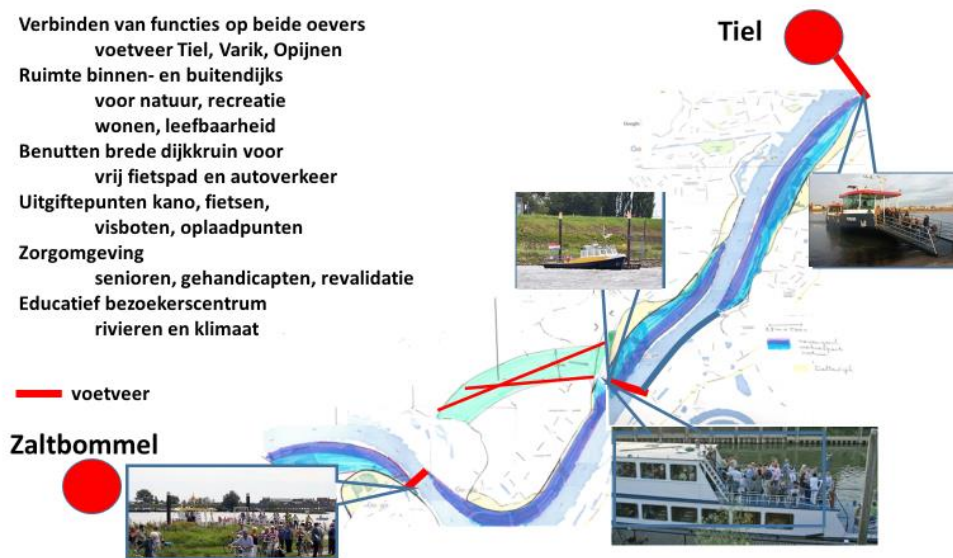 Verbinden van functies op beide oevers
voetveer Tiel, Varik, Opijnen
Ruimte binnen- en buitendijks
voor natuur, recreatie
wonen, leefbaarheid
Benutten brede dijkkruin voor
vrij fietspad en autoverkeer
Uitgiftepunten kano, fietsen,
visboten, oplaadpunten
Zorgomgeving
senioren, gehandicapten, revalidatie
Educatief bezoekerscentrum
rivieren en klimaat
voetveer
Zaltbommel
Tiel
Google